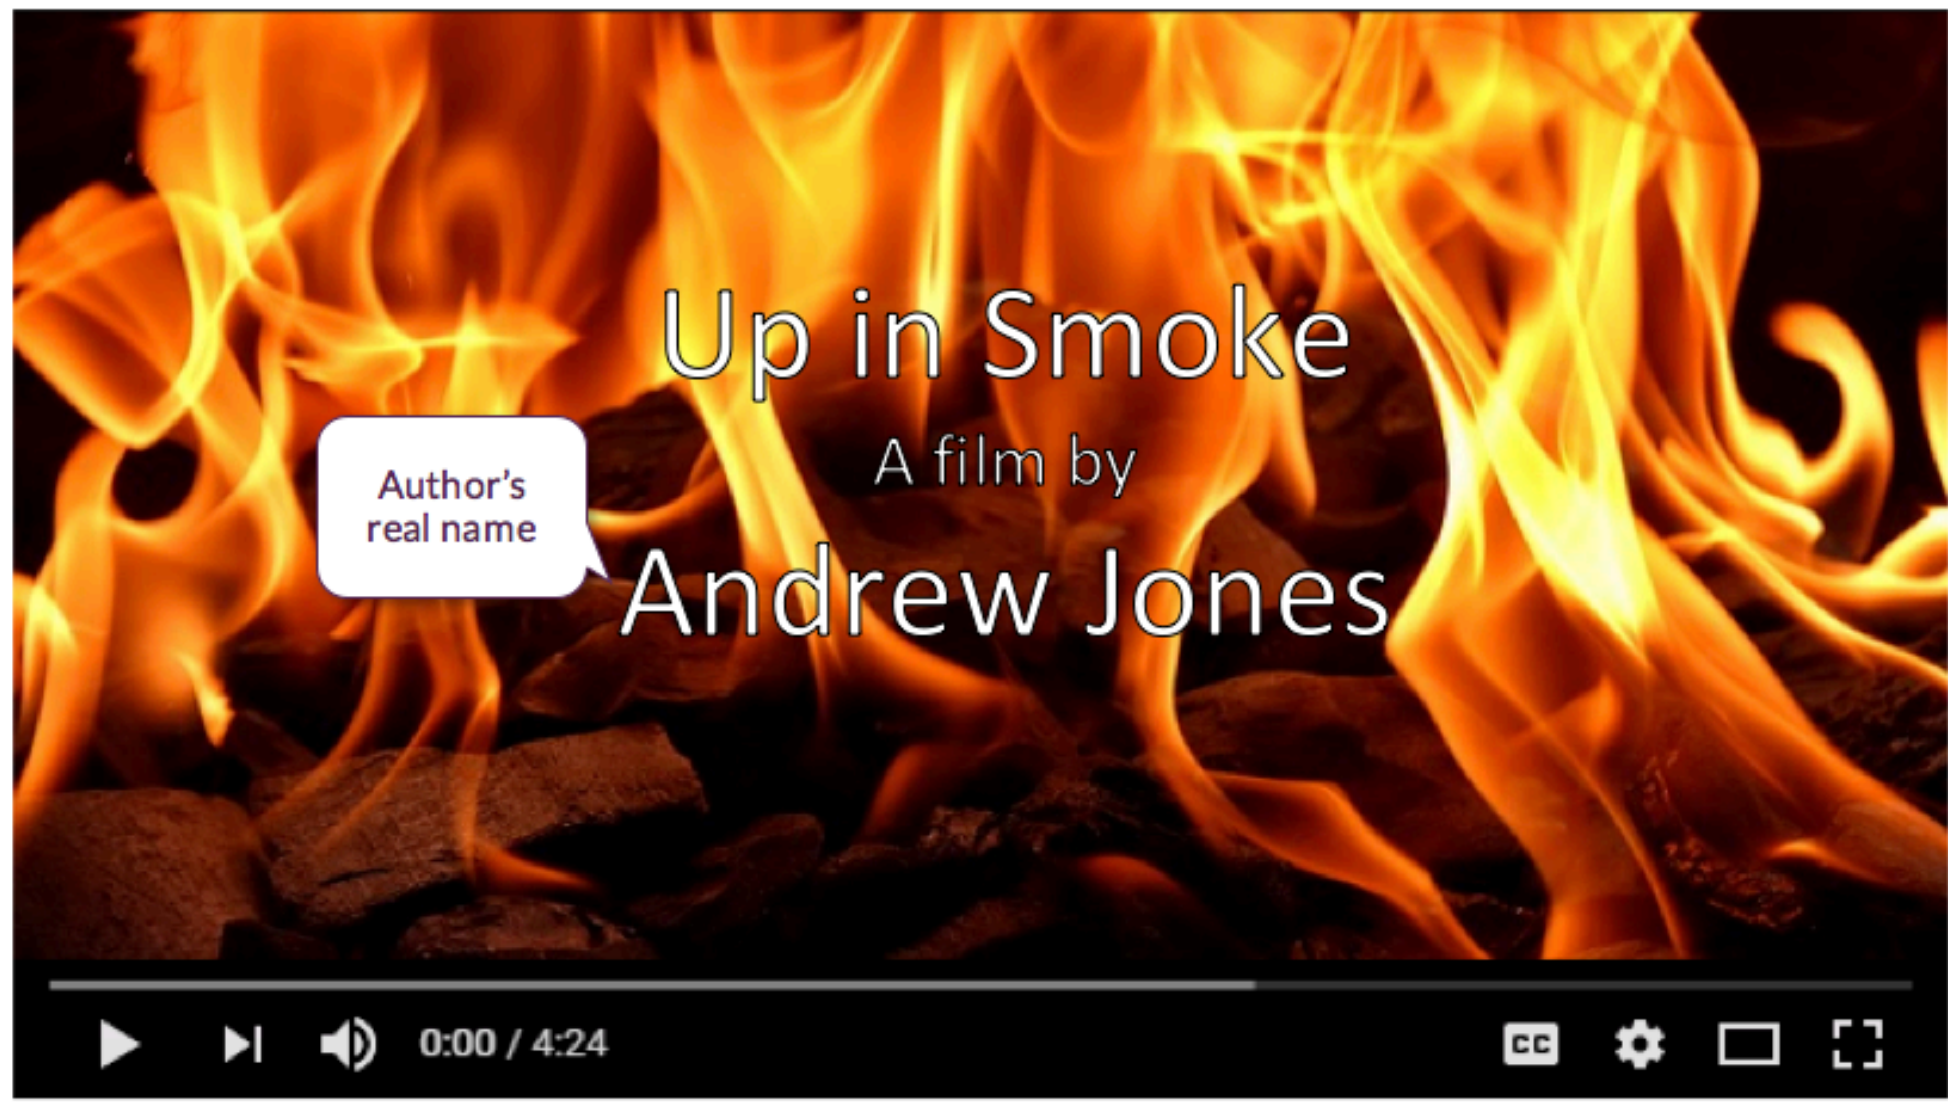 Up in Smoke
A film by
Author's
real name
Andrew Jones
0:00 / 4:24
CC